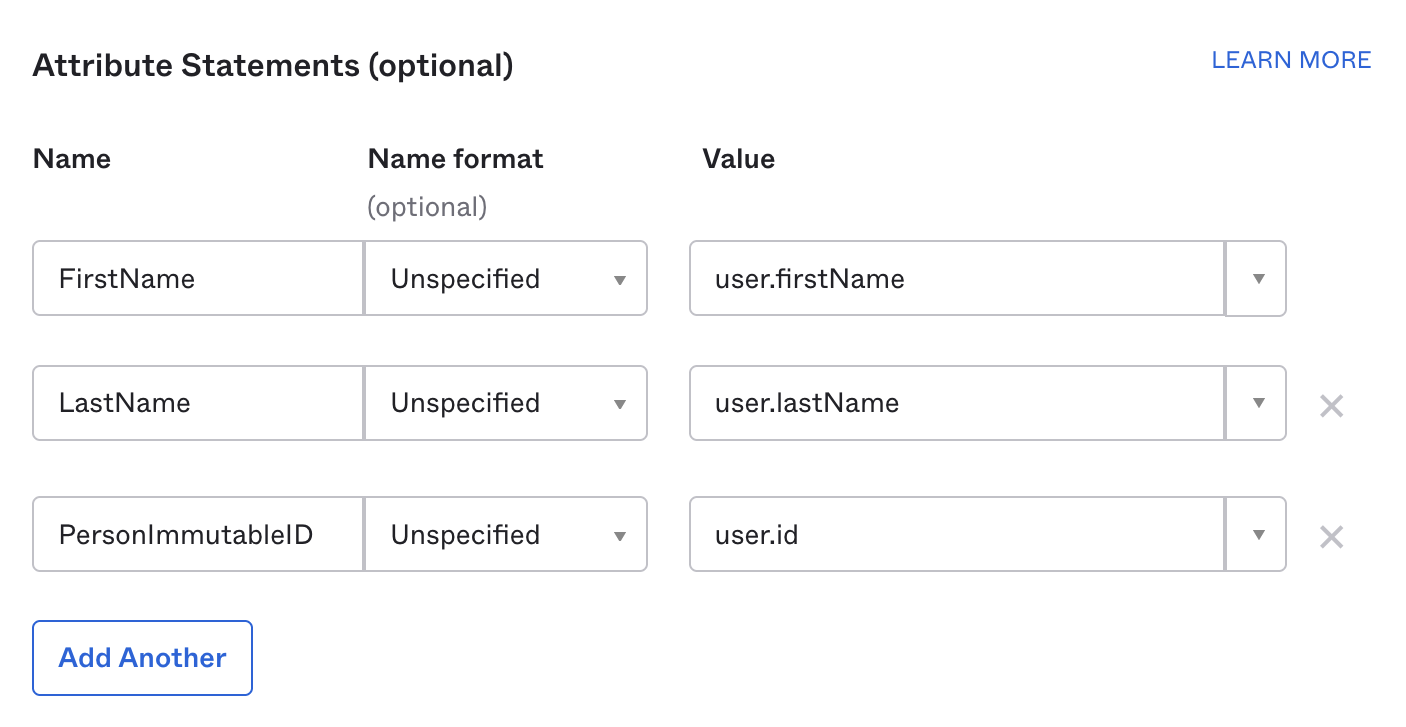 Attribute Statements (optional)
LEARN MORE
Name Name format Value
(optional)
FirstName Unspecified user.firstName
LastName Unspecified user.lastName
PersonImmutableID Unspecified user.id
Add Another